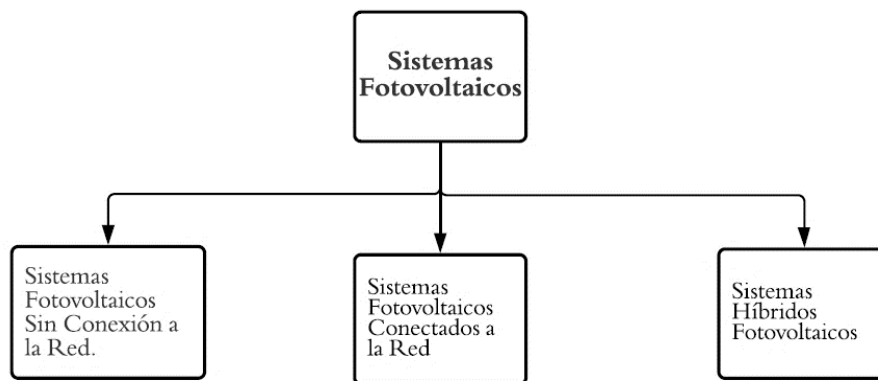 Sistemas
Fotovoltaicos
Sistemas
Fotovoltaicos
Sin Conexión a
la Red.
Sistemas
Fotovoltaicos
Conectados a
la Red
Sistemas
Híbridos
Fotovoltaicos